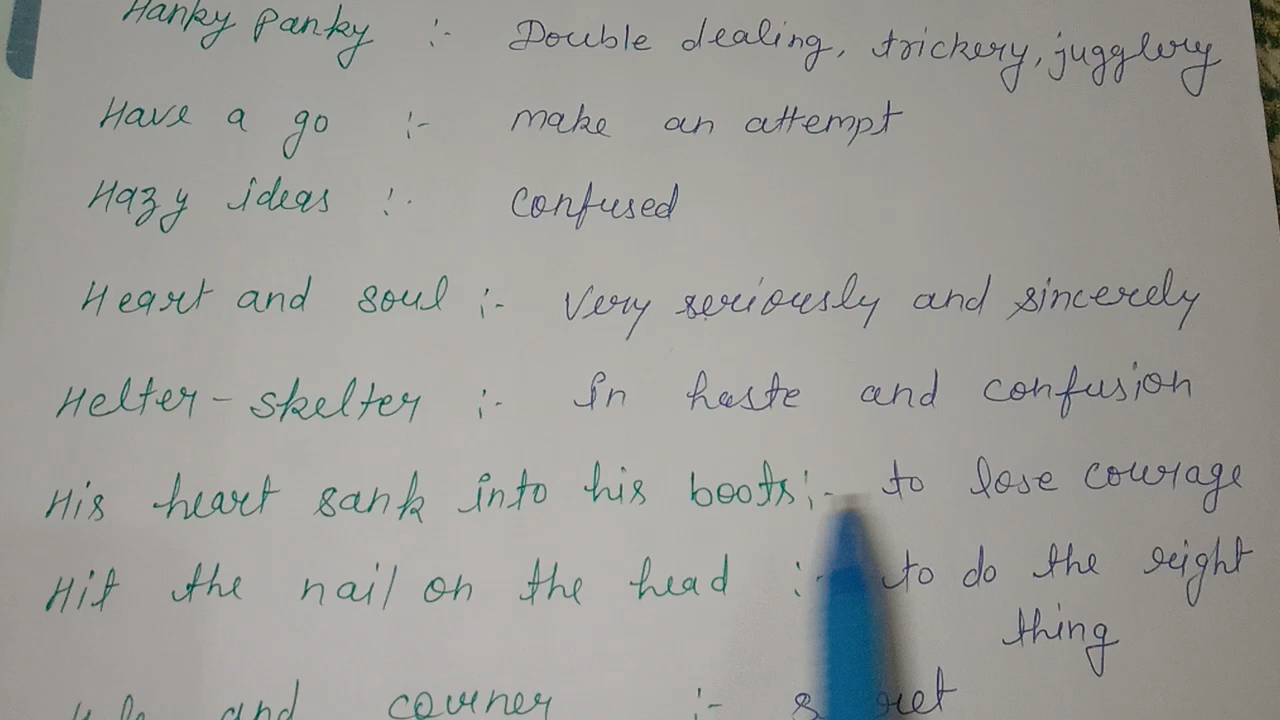 Hanky Panky :- Double dealing, trickery, jugglery
Have a go :- make an attempt
Hazy ideas :- confused
Heart and soul :- Very seriously and sincerely
Helter-skelter :- In haste and confusion
His heart sank into his boots :- to lose courage
Hit the nail on the head :- to do the right
thing
and corner :-